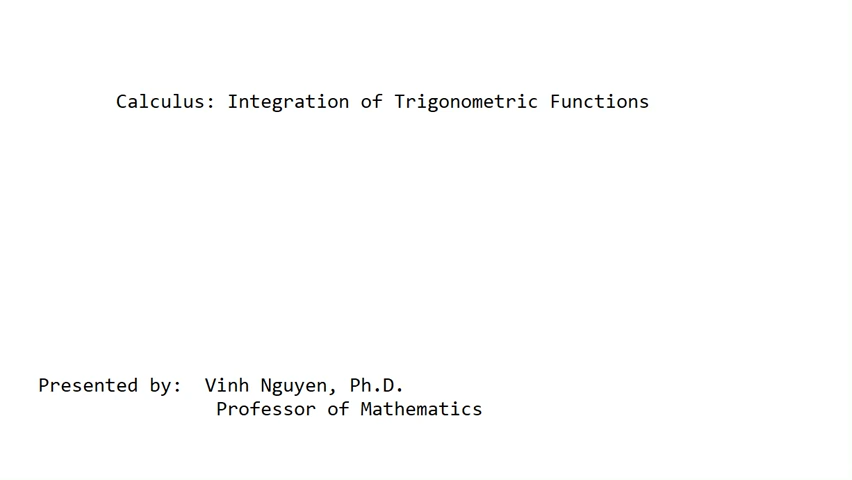 Calculus: Integration of Trigonometric Functions
Presented by: Vinh Nguyen, Ph.D.
Professor of Mathematics